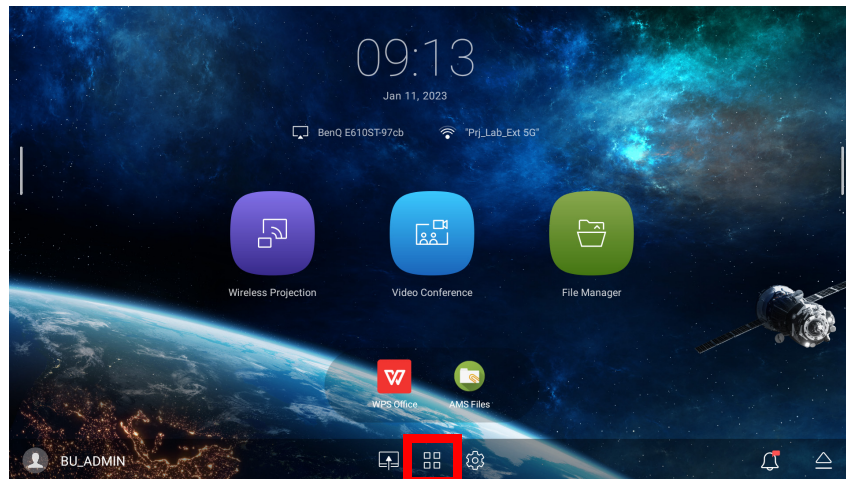 09:13
Jan 11, 2023
BenQ E610ST-97cb "Prj_Lab_Ext 5G"
Wireless Projection Video Conference File Manager
W
WPS Office AMS Files
BU_ADMIN